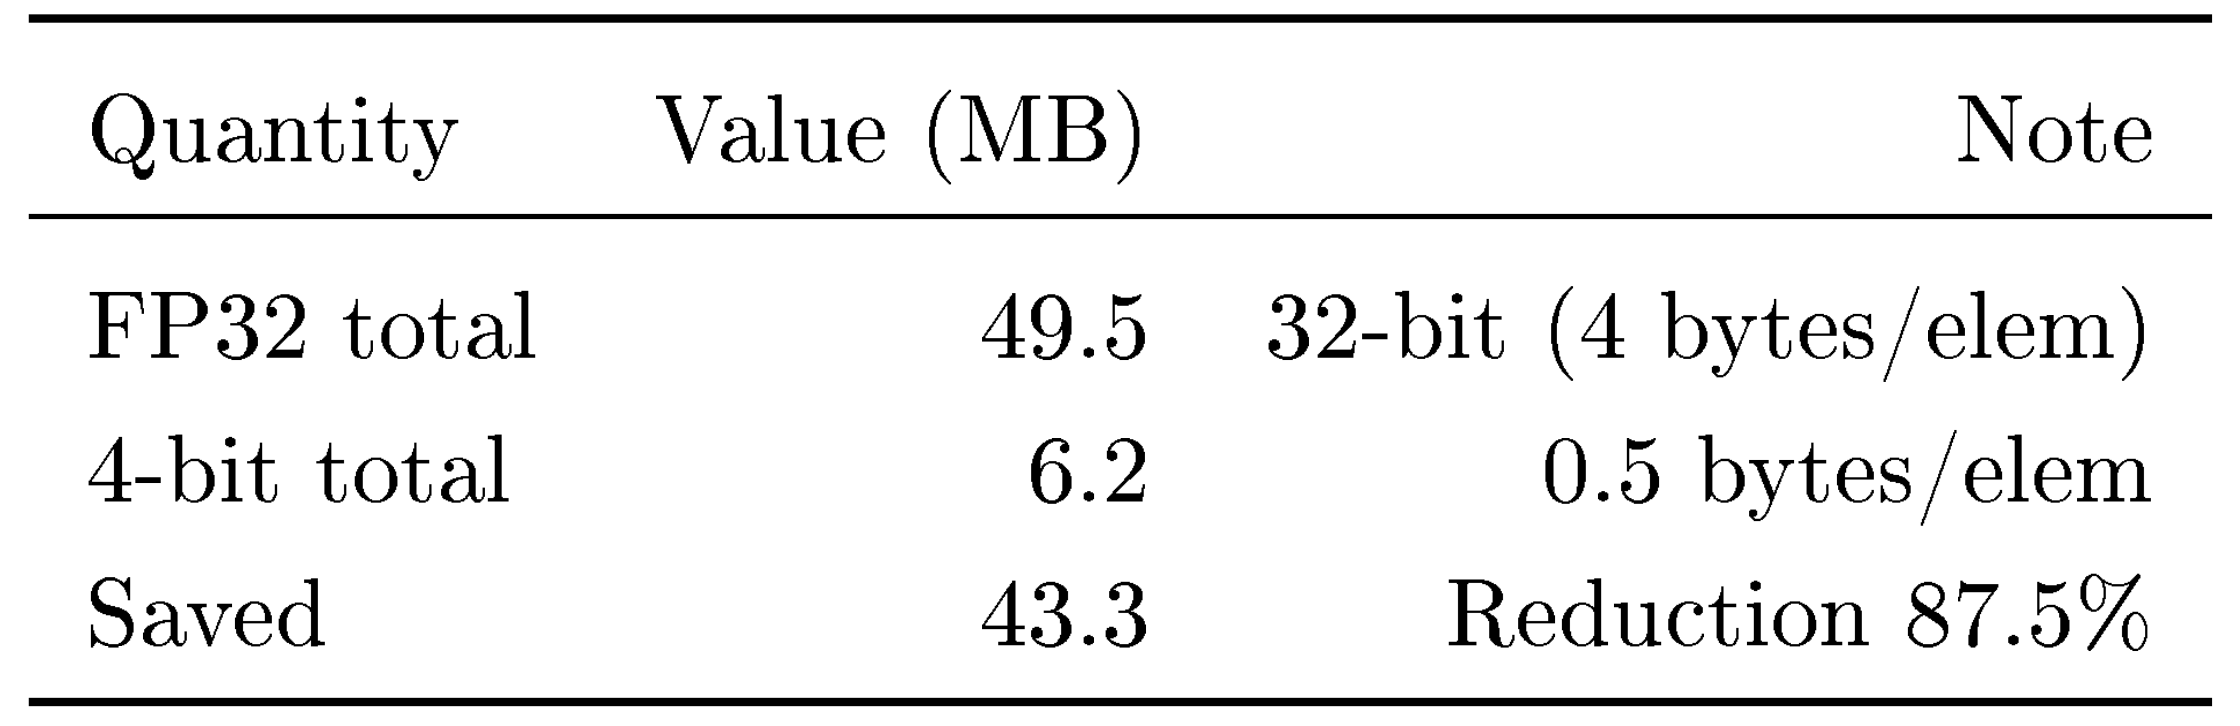 Quantity Value (MB) Note
FP32 total 49.5 32-bit (4 bytes/elem)
4-bit total 6.2 0.5 bytes/elem
Saved 43.3 Reduction 87.5%